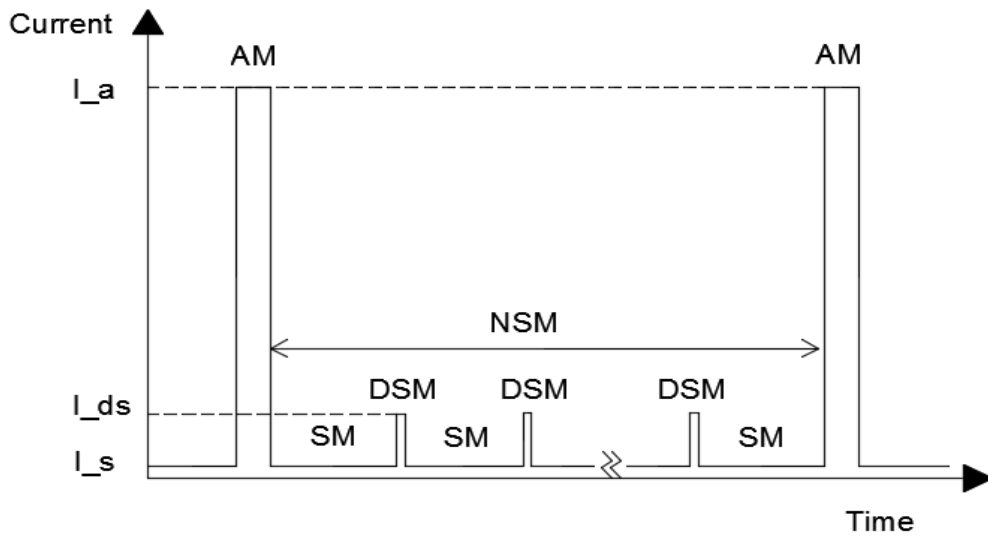 Current
AM
AM
I_a
NSM
DSM
DSM
DSM
I_ds
SM
SM
SM
I_s
Time